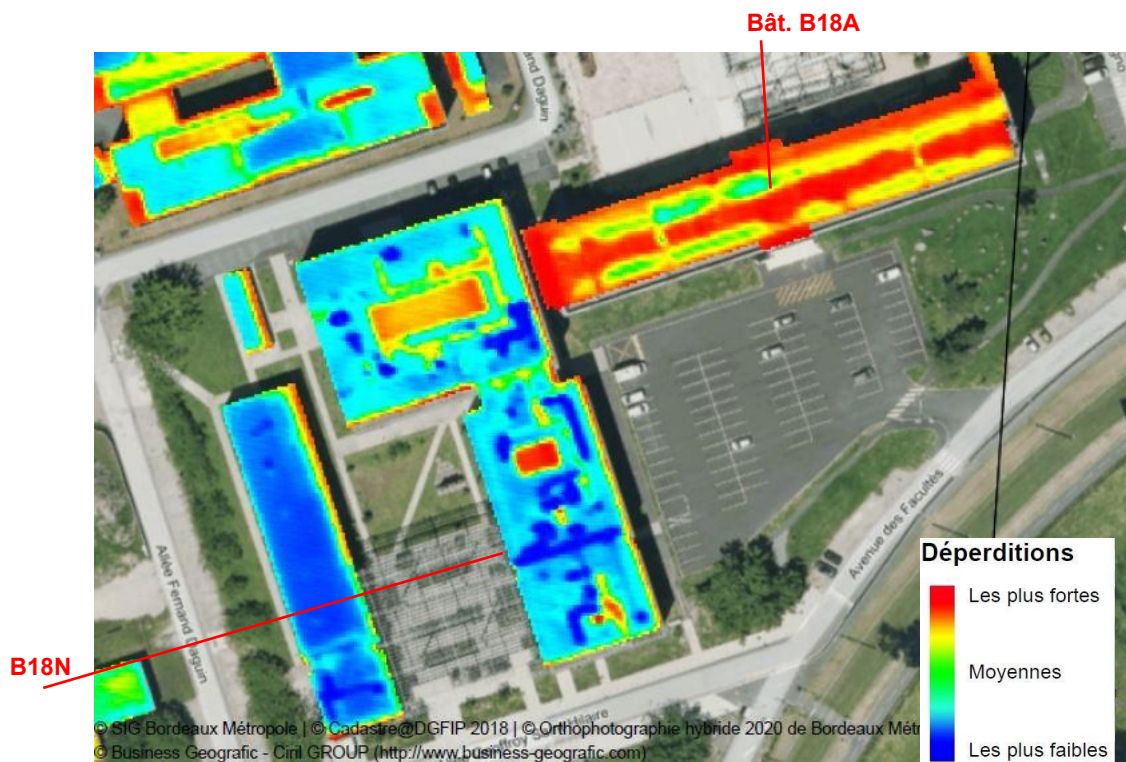 Bât. B18A
and Daguin
Allée Fernand Daguin
Avenue des Facultés
B18N
Déperditions
Les plus fortes
Moyennes
Les plus faibles
© SIG Bordeaux Métropole | © Cadastre@DGFIP 2018 | © Orthophotographie hybride 2020 de Bordeaux Métr
© Business Geografic - Ciril GROUP (http://www.business-geografic.com)